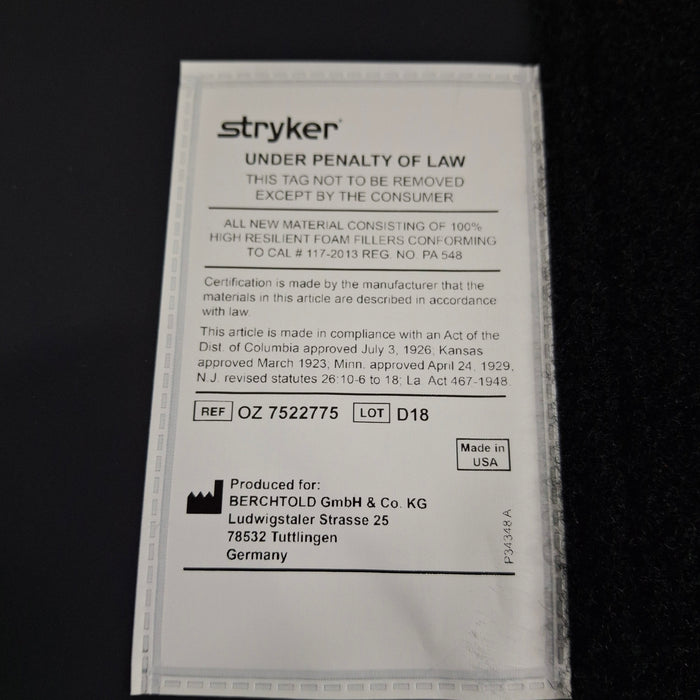 stryker®
UNDER PENALTY OF LAW
THIS TAG NOT TO BE REMOVED
EXCEPT BY THE CONSUMER
ALL NEW MATERIAL CONSISTING OF 100%
HIGH RESILIENT FOAM FILLERS CONFORMING
TO CAL # 117-2013 REG. NO. PA 548
Certification is made by the manufacturer that the
materials in this article are described in accordance
with law.
This article is made in compliance with an Act of the
Dist. of Columbia approved July 3, 1926, Kansas
approved March 1923; Minn. approved April 24, 1929,
N.J. revised statutes 26:10-6 to 18; La. Act 467-1948.
REF OZ 7522775 LOT D18
Made in
USA
Produced for:
BERCHTOLD GmbH & Co. KG
Ludwigstaler Strasse 25
78532 Tuttlingen
Germany
P34348 A